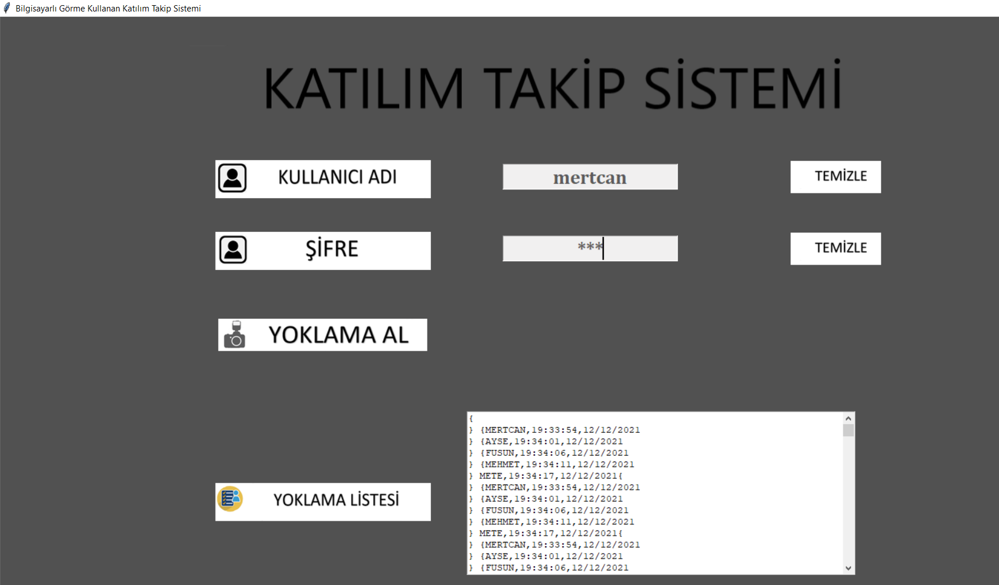 Bilgisayarlı Görme Kullanan Katılım Takip Sistemi
KATILIM TAKİP SİSTEMİ
KULLANICI ADI
mertcan
TEMİZLE
ŞİFRE
***
TEMİZLE
YOKLAMA AL
YOKLAMA LİSTESİ
{
} {MERTCAN,19:33:54,12/12/2021
} {AYSE,19:34:01,12/12/2021
} {FUSUN,19:34:06,12/12/2021
} {MEHMET,19:34:11,12/12/2021
} METE,19:34:17,12/12/2021{
} {MERTCAN,19:33:54,12/12/2021
} {AYSE,19:34:01,12/12/2021
} {FUSUN,19:34:06,12/12/2021
} {MEHMET,19:34:11,12/12/2021
} METE,19:34:17,12/12/2021{
} {MERTCAN,19:33:54,12/12/2021
} {AYSE,19:34:01,12/12/2021
} {FUSUN,19:34:06,12/12/2021